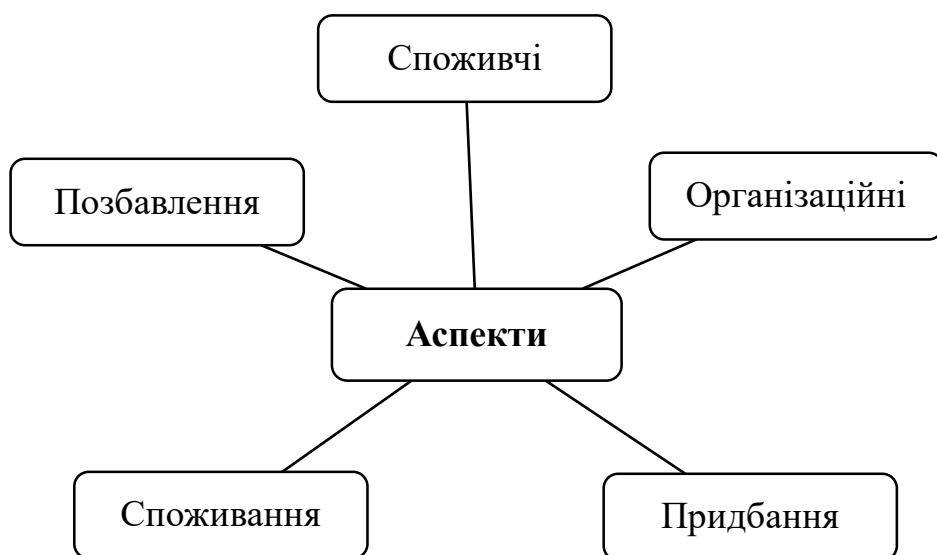 Споживчі
Позбавлення
Організаційні
Аспекти
Споживання
Придбання